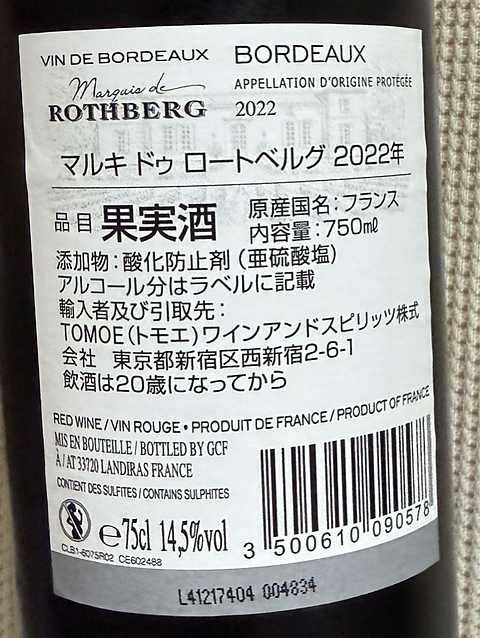 VIN DE BORDEAUX
Marquis de
ROTHBERG
BORDEAUX
APPELLATION D'ORIGINE PROTÉGÉE
2022
マルキ ドゥ ロートベルグ 2022年
品目 果実酒
原産国名：フランス
内容量：750mℓ
添加物：酸化防止剤（亜硫酸塩）
アルコール分はラベルに記載
輸入者及び引取先：
TOMOE（トモエ）ワインアンドスピリッツ株式
会社 東京都新宿区西新宿2-6-1
飲酒は20歳になってから
RED WINE / VIN ROUGE • PRODUIT DE FRANCE / PRODUCT OF FRANCE
MIS EN BOUTEILLE / BOTTLED BY GCF
À / AT 33720 LANDIRAS FRANCE
CONTIENT DES SULFITES / CONTAINS SULPHITES
℮75cl 14,5%vol
CLB1-6075R02 CE602488
3 500610 090578
L41217404 004834